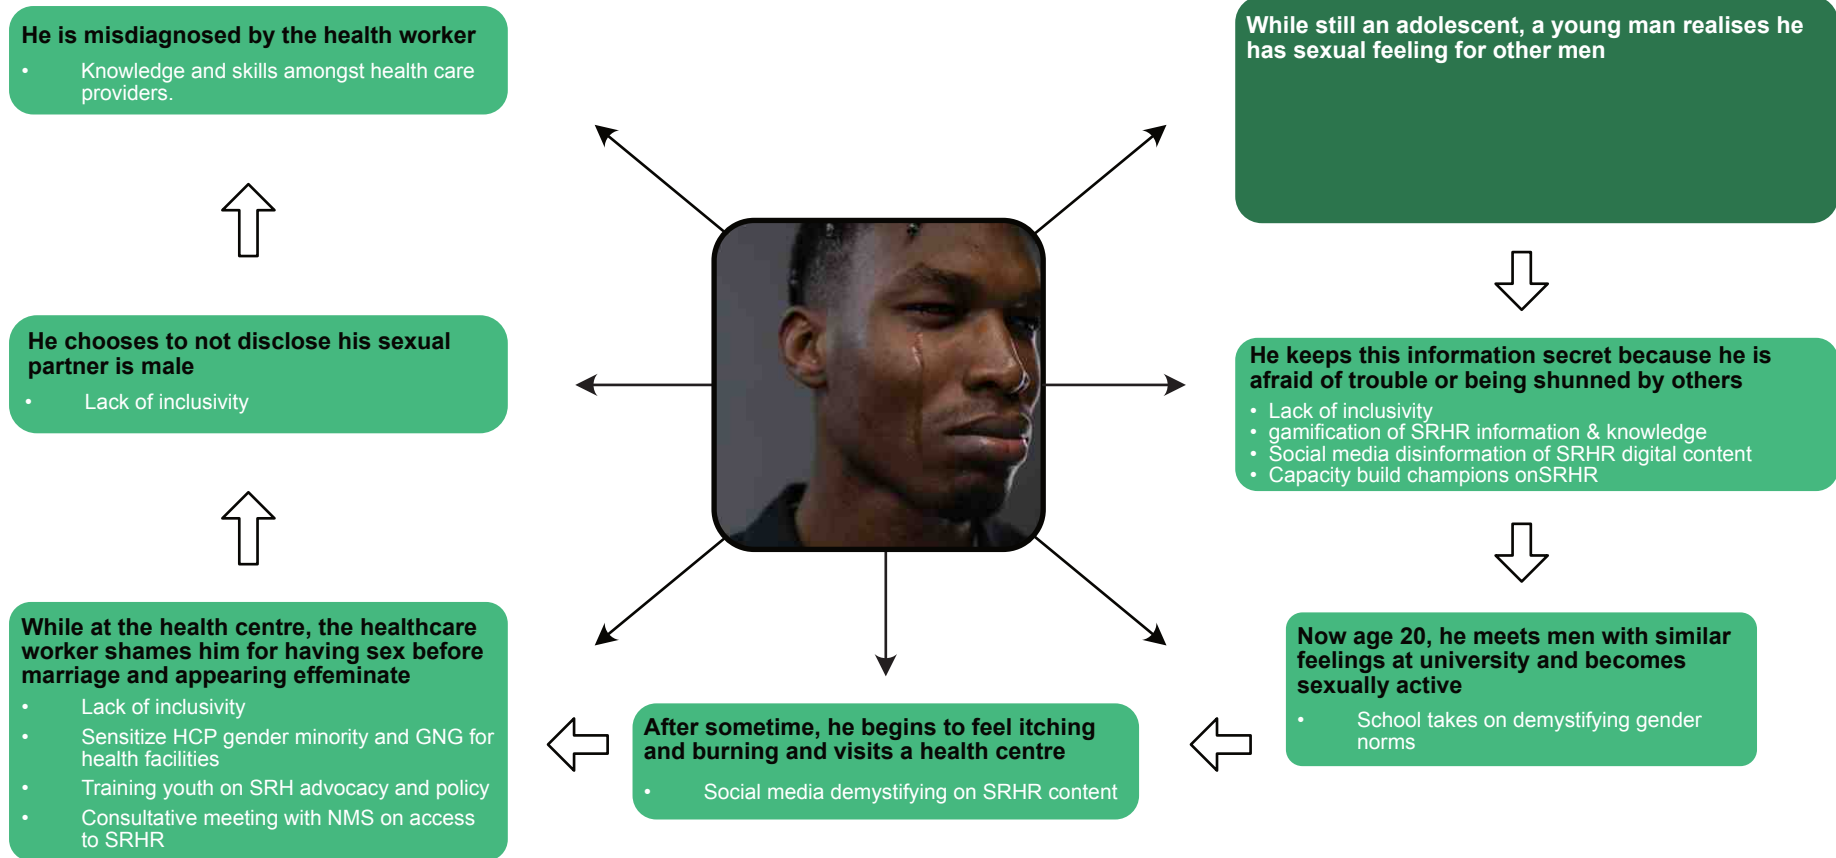 He is misdiagnosed by the health worker
• Knowledge and skills amongst health care
providers.
While still an adolescent, a young man realises he
has sexual feeling for other men
He chooses to not disclose his sexual
partner is male
• Lack of inclusivity
He keeps this information secret because he is
afraid of trouble or being shunned by others
• Lack of inclusivity
• gamification of SRHR information & knowledge
• Social media disinformation of SRHR digital content
• Capacity build champions onSRHR
While at the health centre, the healthcare
worker shames him for having sex before
marriage and appearing effeminate
• Lack of inclusivity
• Sensitize HCP gender minority and GNG for
health facilities
• Training youth on SRH advocacy and policy
• Consultative meeting with NMS on access
to SRHR
After sometime, he begins to feel itching
and burning and visits a health centre
• Social media demystifying on SRHR content
Now age 20, he meets men with similar
feelings at university and becomes
sexually active
• School takes on demystifying gender
norms